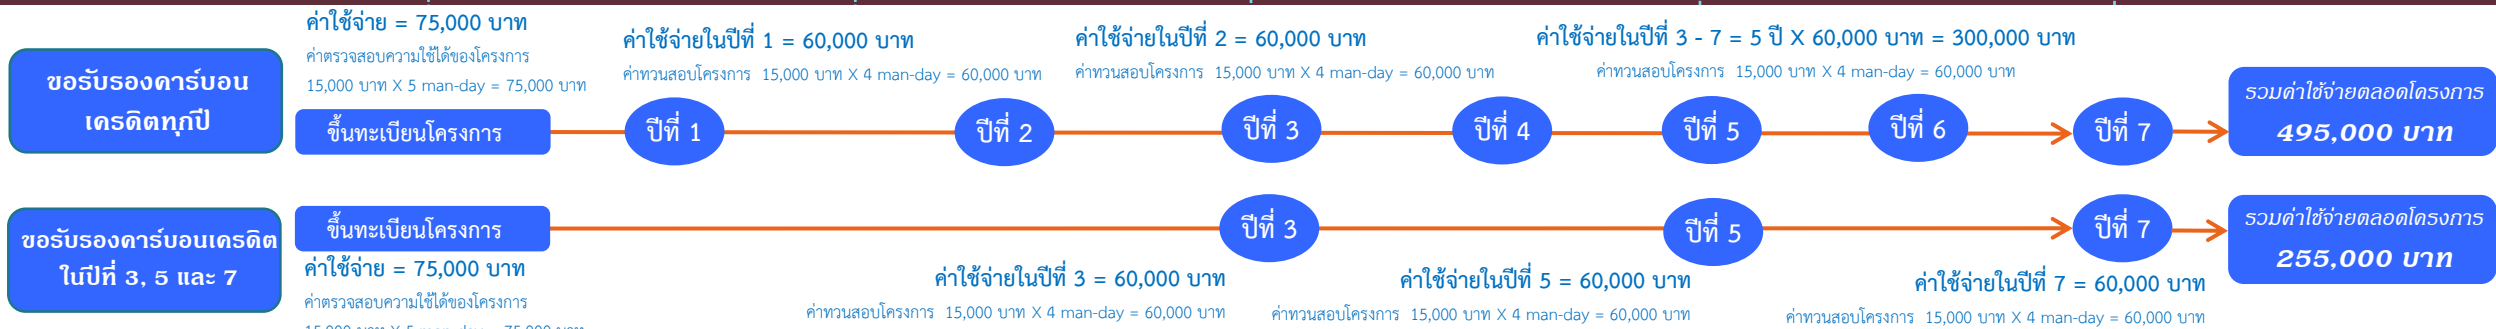 ค่าใช้จ่าย = 75,000 บาท
ค่าตรวจสอบความใช้ได้ของโครงการ
15,000 บาท X 5 man-day = 75,000 บาท
ค่าใช้จ่ายในปีที่ 1 = 60,000 บาท
ค่าทวนสอบโครงการ 15,000 บาท X 4 man-day = 60,000 บาท
ค่าใช้จ่ายในปีที่ 2 = 60,000 บาท
ค่าทวนสอบโครงการ 15,000 บาท X 4 man-day = 60,000 บาท
ค่าใช้จ่ายในปีที่ 3 - 7 = 5 ปี X 60,000 บาท = 300,000 บาท
ค่าทวนสอบโครงการ 15,000 บาท X 4 man-day = 60,000 บาท
ขอรับรองคาร์บอน
เครดิตทุกปี
ขึ้นทะเบียนโครงการ
ปีที่ 1
ปีที่ 2
ปีที่ 3
ปีที่ 4
ปีที่ 5
ปีที่ 6
ปีที่ 7
รวมค่าใช้จ่ายตลอดโครงการ
495,000 บาท
ขอรับรองคาร์บอนเครดิต
ในปีที่ 3, 5 และ 7
ขึ้นทะเบียนโครงการ
ปีที่ 3
ปีที่ 5
ปีที่ 7
รวมค่าใช้จ่ายตลอดโครงการ
255,000 บาท
ค่าใช้จ่าย = 75,000 บาท
ค่าตรวจสอบความใช้ได้ของโครงการ
15,000 บาท X 5 man-day = 75,000 บาท
ค่าใช้จ่ายในปีที่ 3 = 60,000 บาท
ค่าทวนสอบโครงการ 15,000 บาท X 4 man-day = 60,000 บาท
ค่าใช้จ่ายในปีที่ 5 = 60,000 บาท
ค่าทวนสอบโครงการ 15,000 บาท X 4 man-day = 60,000 บาท
ค่าใช้จ่ายในปีที่ 7 = 60,000 บาท
ค่าทวนสอบโครงการ 15,000 บาท X 4 man-day = 60,000 บาท